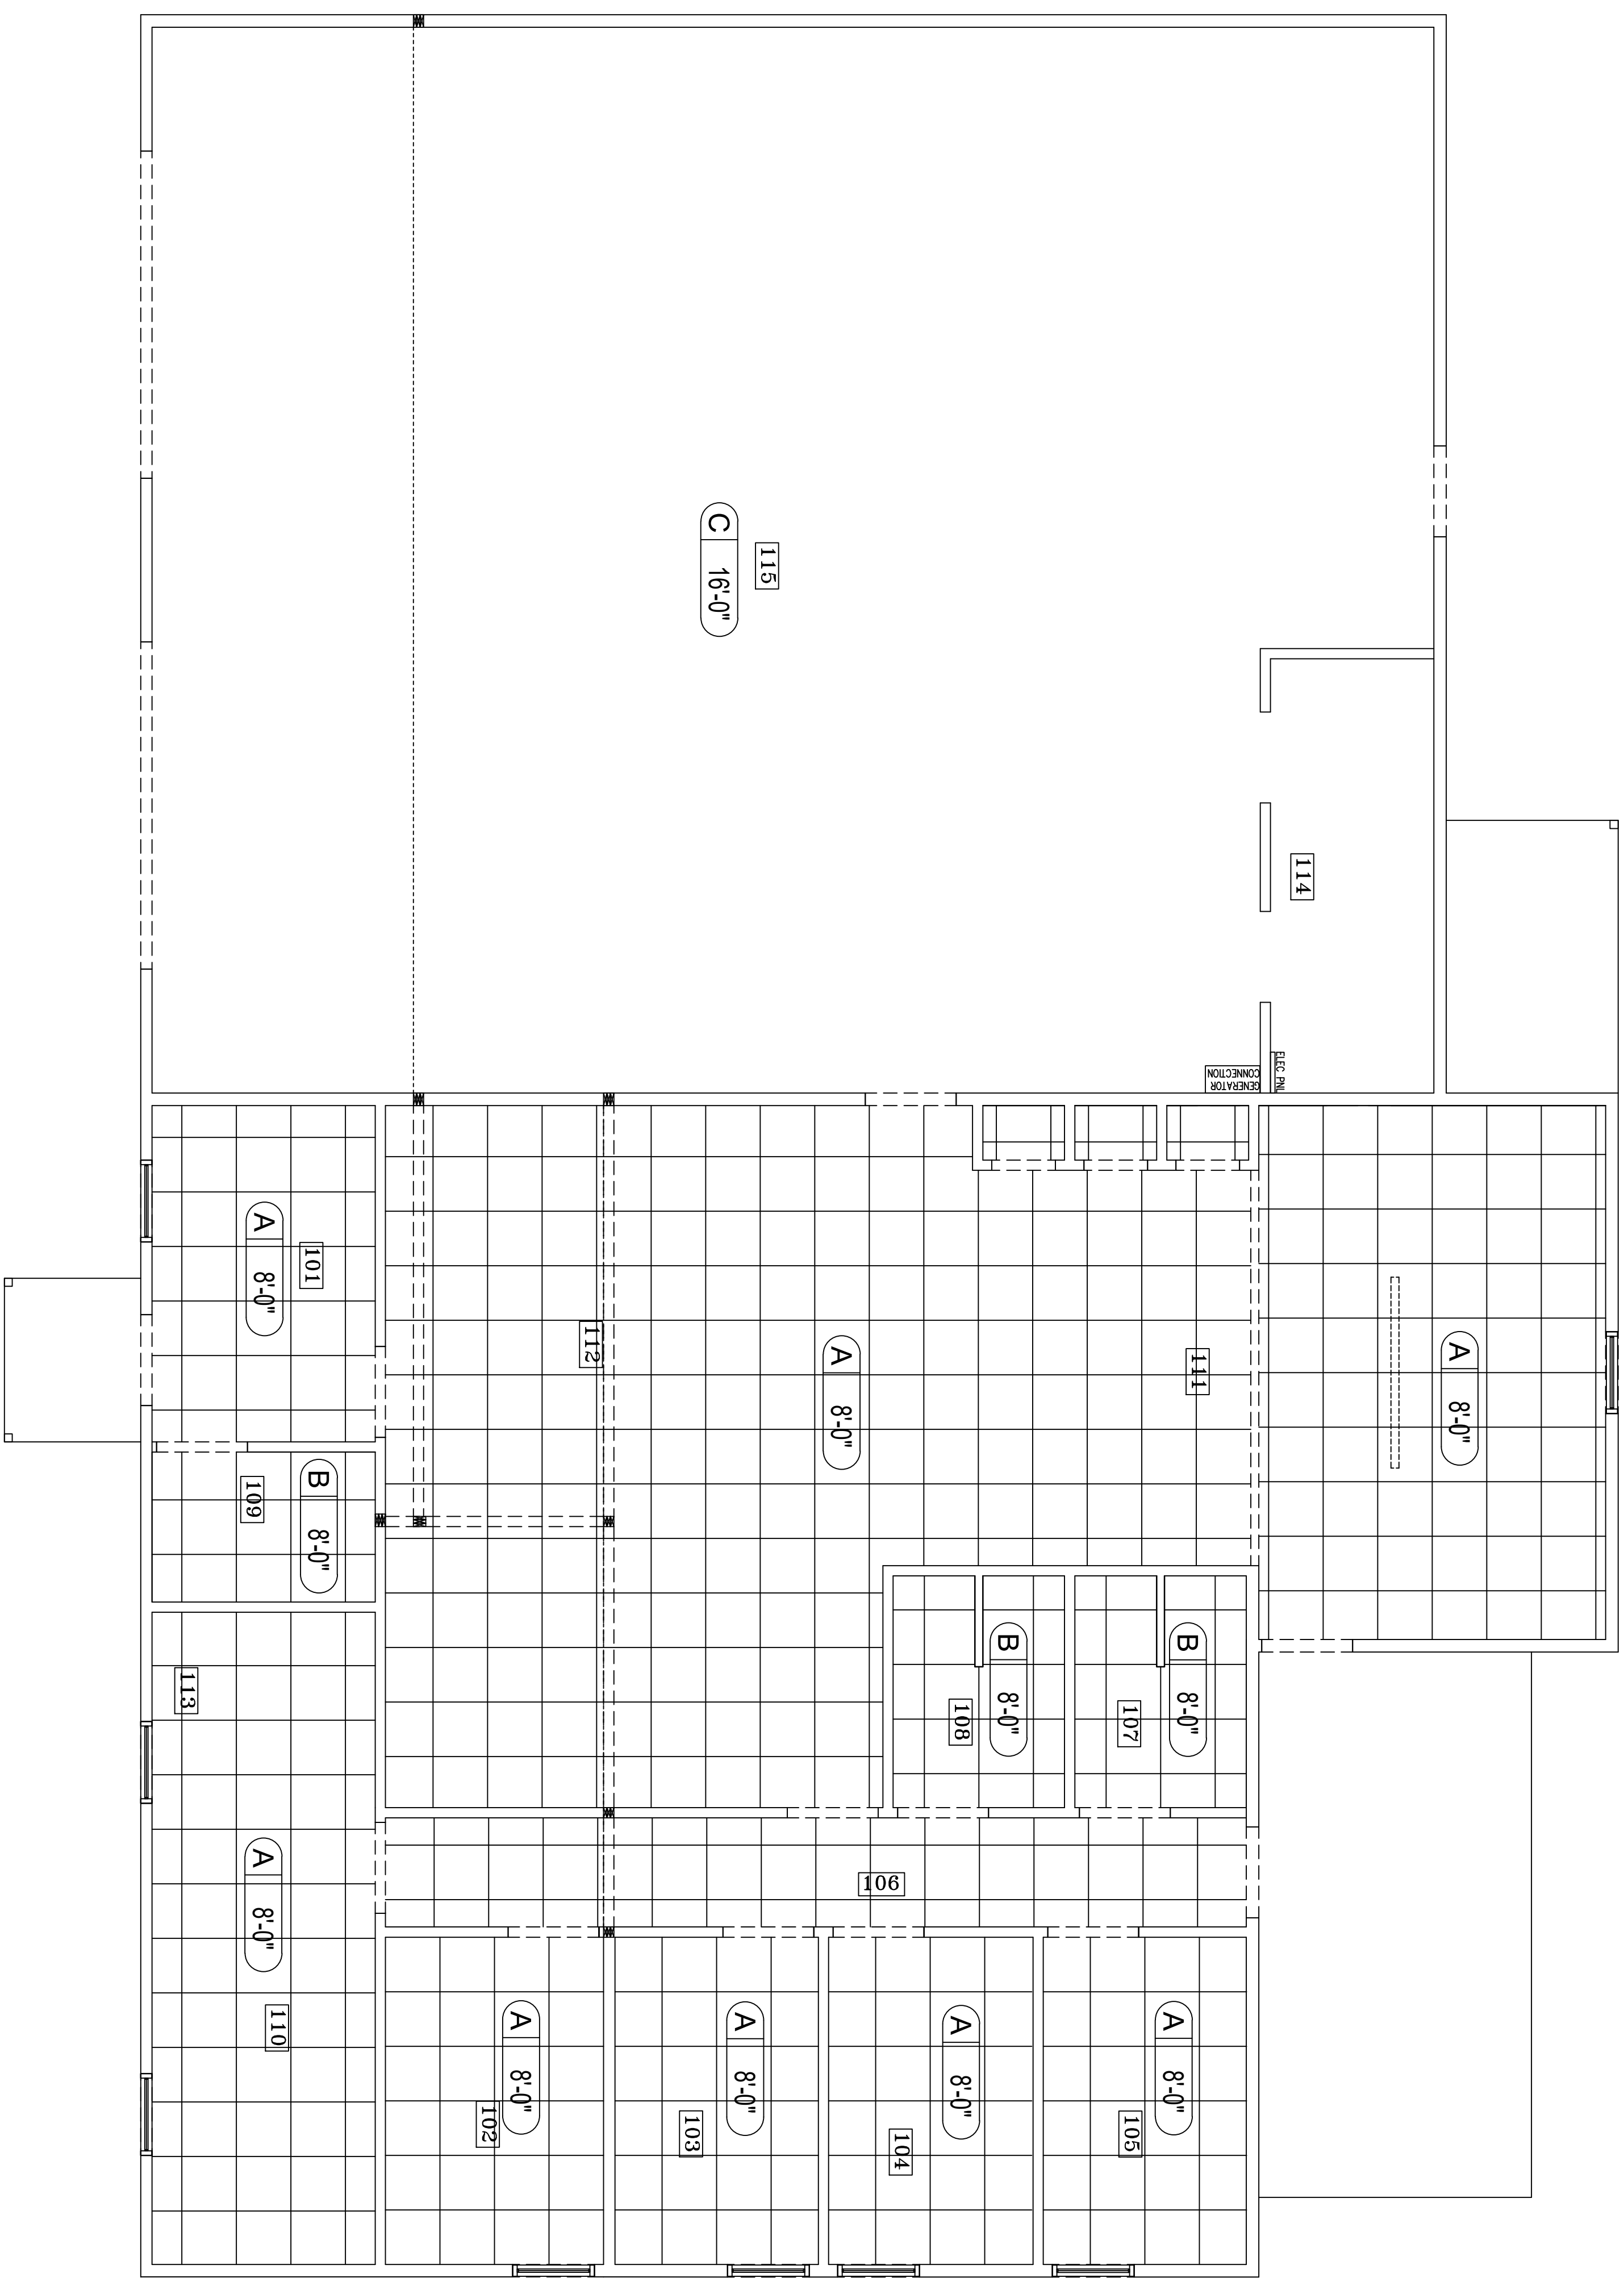 C 16'-0"
115
114
ELEC PNL
GENERATOR
CONNECTION
A 8'-0"
101
112
A 8'-0"
111
A 8'-0"
B 8'-0"
109
B 8'-0"
108
B 8'-0"
107
113
A 8'-0"
110
106
A 8'-0"
102
A 8'-0"
103
A 8'-0"
104
A 8'-0"
105